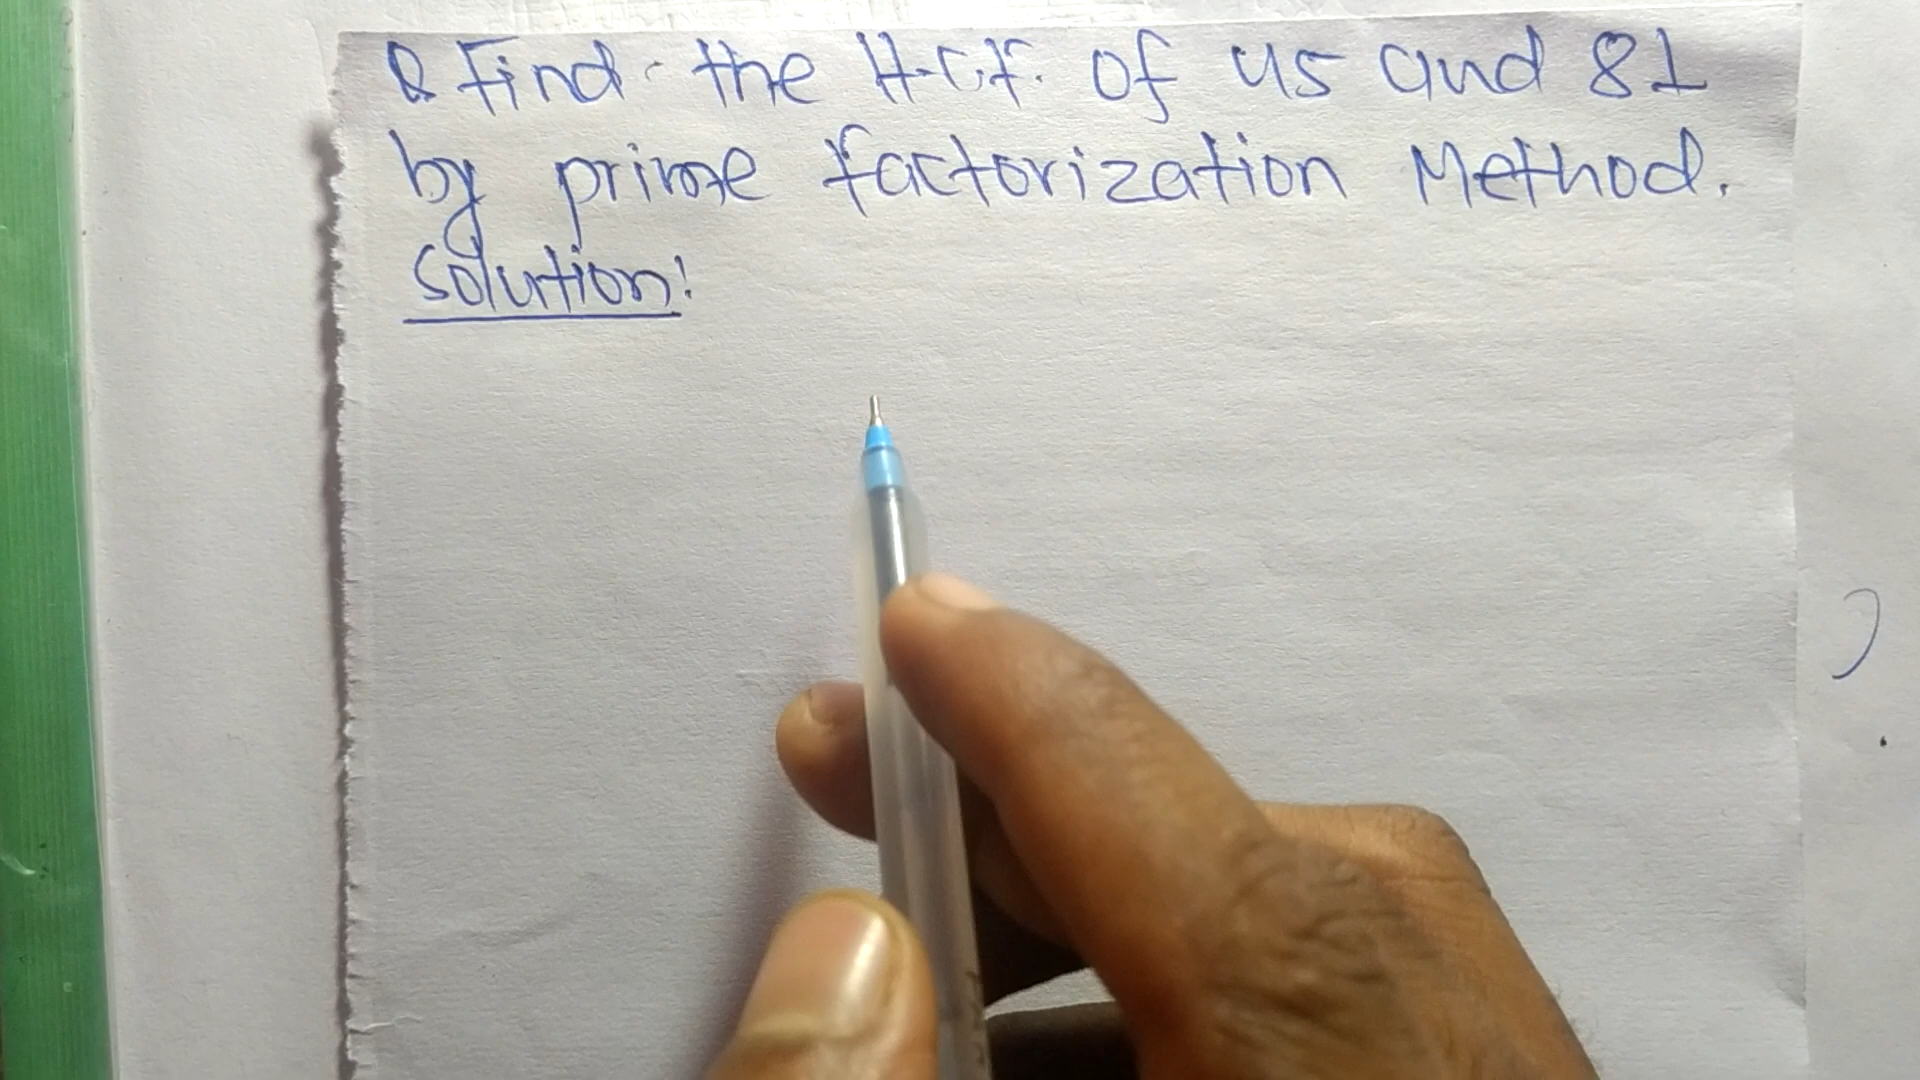 Q Find the H.C.F. of 45 and 81
by prime factorization Method.
Solution: